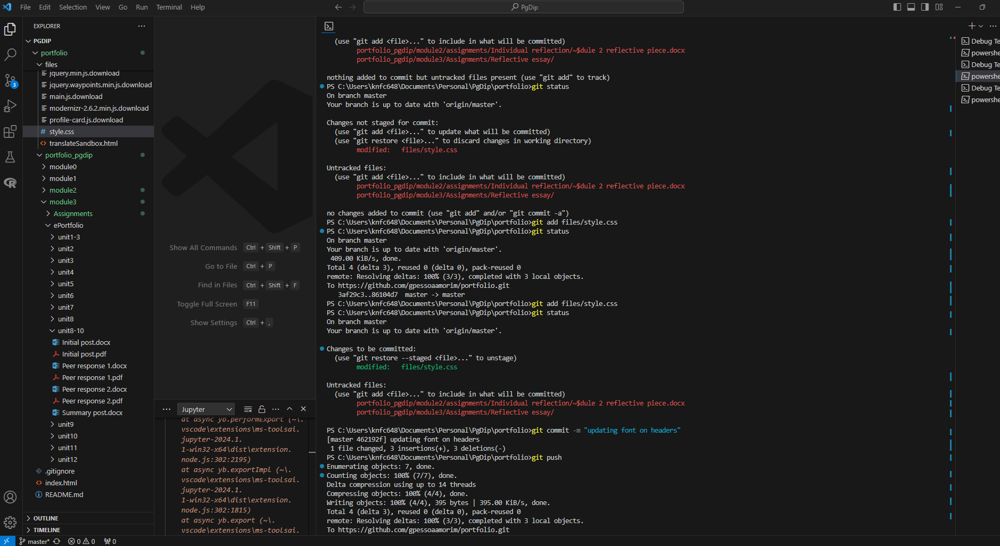 File Edit Selection View Go Run Terminal Help
PgDip
EXPLORER
PGDIP
portfolio
files
jquery.min.js.download
jquery.waypoints.min.js.download
main.js.download
modernizr-2.6.2.min.js.download
profile-card.js.download
# style.css
<> translateSandbox.html
portfolio_pgdip
module0
module1
module2
module3
Assignments
ePortfolio
unit1-3
unit2
unit3
unit4
unit5
unit6
unit7
unit8
unit8-10
Initial post.docx
Initial post.pdf
Peer response 1.docx
Peer response 1.pdf
Peer response 2.docx
Peer response 2.pdf
Summary post.docx
unit9
unit10
unit11
unit12
.gitignore
<> index.html
README.md
OUTLINE
TIMELINE
3
Show All Commands Ctrl + Shift + P
Go to File Ctrl + P
Find in Files Ctrl + Shift + F
Toggle Full Screen F11
Show Settings Ctrl + ,
Jupyter
at async yb.performExport (~\.
vscode\extensions\ms-toolsai.
jupyter-2024.1.
1-win32-x64\dist\extension.
node.js:302:2195)
at async yb.exportImpl (~\.
vscode\extensions\ms-toolsai.
jupyter-2024.1.
1-win32-x64\dist\extension.
node.js:302:1815)
at async yb.export (~\.
vscode\extensions\ms-toolsai.
(use "git add <file>..." to include in what will be committed)
portfolio_pgdip/module2/assignments/Individual reflection/~$dule 2 reflective piece.docx
portfolio_pgdip/module3/Assignments/Reflective essay/
nothing added to commit but untracked files present (use "git add" to track)
PS C:\Users\knfc648\Documents\Personal\PgDip\portfolio>git status
On branch master
Your branch is up to date with 'origin/master'.
Changes not staged for commit:
(use "git add <file>..." to update what will be committed)
(use "git restore <file>..." to discard changes in working directory)
modified: files/style.css
Untracked files:
(use "git add <file>..." to include in what will be committed)
portfolio_pgdip/module2/assignments/Individual reflection/~$dule 2 reflective piece.docx
portfolio_pgdip/module3/Assignments/Reflective essay/
no changes added to commit (use "git add" and/or "git commit -a")
PS C:\Users\knfc648\Documents\Personal\PgDip\portfolio>git add files/style.css
PS C:\Users\knfc648\Documents\Personal\PgDip\portfolio>git status
On branch master
Your branch is up to date with 'origin/master'.
409.00 KiB/s, done.
Total 4 (delta 3), reused 0 (delta 0), pack-reused 0
remote: Resolving deltas: 100% (3/3), completed with 3 local objects.
To https://github.com/gpessoaamorim/portfolio.git
3af29c3..86104d7 master -> master
PS C:\Users\knfc648\Documents\Personal\PgDip\portfolio>git add files/style.css
PS C:\Users\knfc648\Documents\Personal\PgDip\portfolio>git status
On branch master
Your branch is up to date with 'origin/master'.
Changes to be committed:
(use "git restore --staged <file>..." to unstage)
modified: files/style.css
Untracked files:
(use "git add <file>..." to include in what will be committed)
portfolio_pgdip/module2/assignments/Individual reflection/~$dule 2 reflective piece.docx
portfolio_pgdip/module3/Assignments/Reflective essay/
PS C:\Users\knfc648\Documents\Personal\PgDip\portfolio>git commit -m "updating font on headers"
[master 462192f] updating font on headers
1 file changed, 3 insertions(+), 3 deletions(-)
PS C:\Users\knfc648\Documents\Personal\PgDip\portfolio>git push
Enumerating objects: 7, done.
Counting objects: 100% (7/7), done.
Delta compression using up to 14 threads
Compressing objects: 100% (4/4), done.
Writing objects: 100% (4/4), 395 bytes | 395.00 KiB/s, done.
Total 4 (delta 3), reused 0 (delta 0), pack-reused 0
remote: Resolving deltas: 100% (3/3), completed with 3 local objects.
To https://github.com/gpessoaamorim/portfolio.git
Debug Te
powershe
Debug Te
powershe
Debug Te
powershe
master* 0 0 0